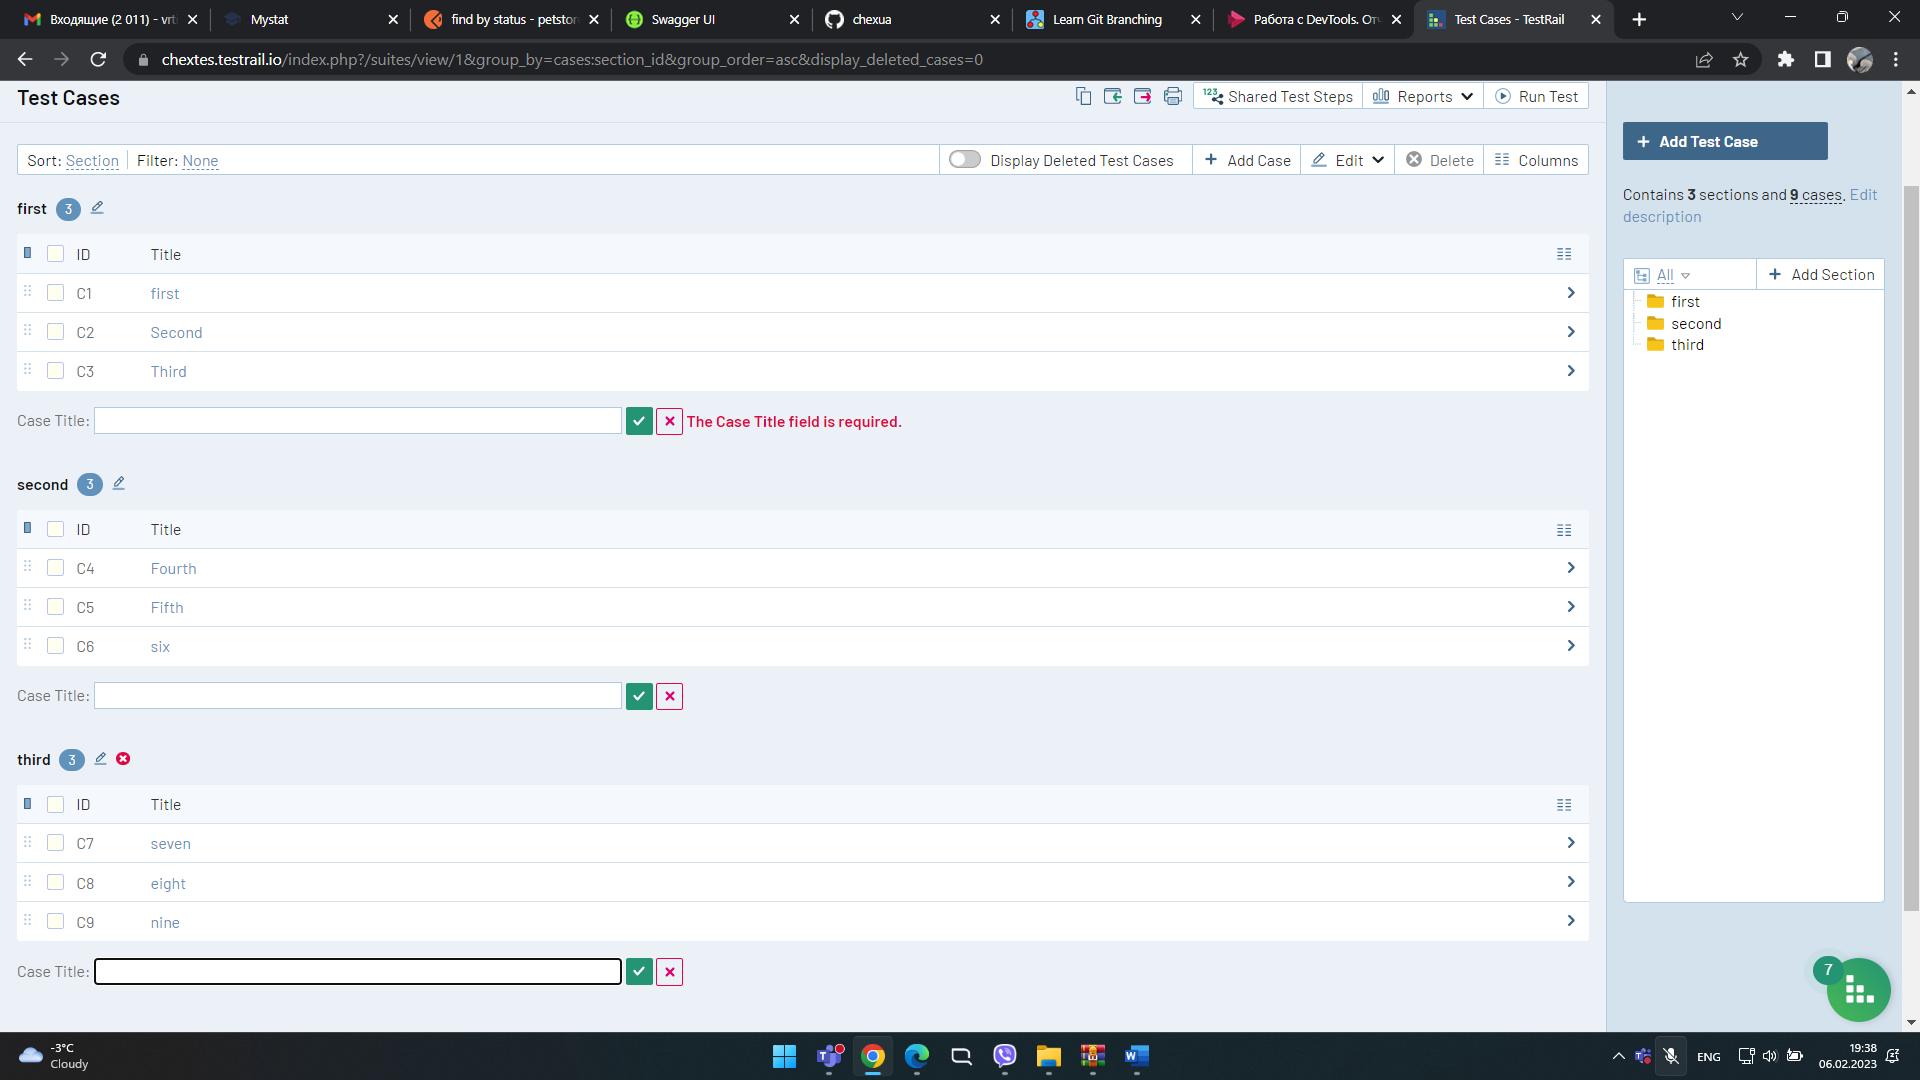 Входящие (2 011) - vrt
Mystat
find by status - petstor
Swagger UI
chexua
Learn Git Branching
Работа с DevTools. От
Test Cases - TestRail
chextes.testrail.io/index.php?/suites/view/1&group_by=cases:section_id&group_order=asc&display_deleted_cases=0
Test Cases
123 Shared Test Steps
Reports
Run Test
Sort: Section
Filter: None
Display Deleted Test Cases
Add Case
Edit
Delete
Columns
first 3
ID Title
C1 first
C2 Second
C3 Third
Case Title:
The Case Title field is required.
second 3
ID Title
C4 Fourth
C5 Fifth
C6 six
Case Title:
third 3
ID Title
C7 seven
C8 eight
C9 nine
Case Title:
+ Add Test Case
Contains 3 sections and 9 cases. Edit
description
All
+ Add Section
first
second
third
7
-3°C
Cloudy
ENG
19:38
06.02.2023